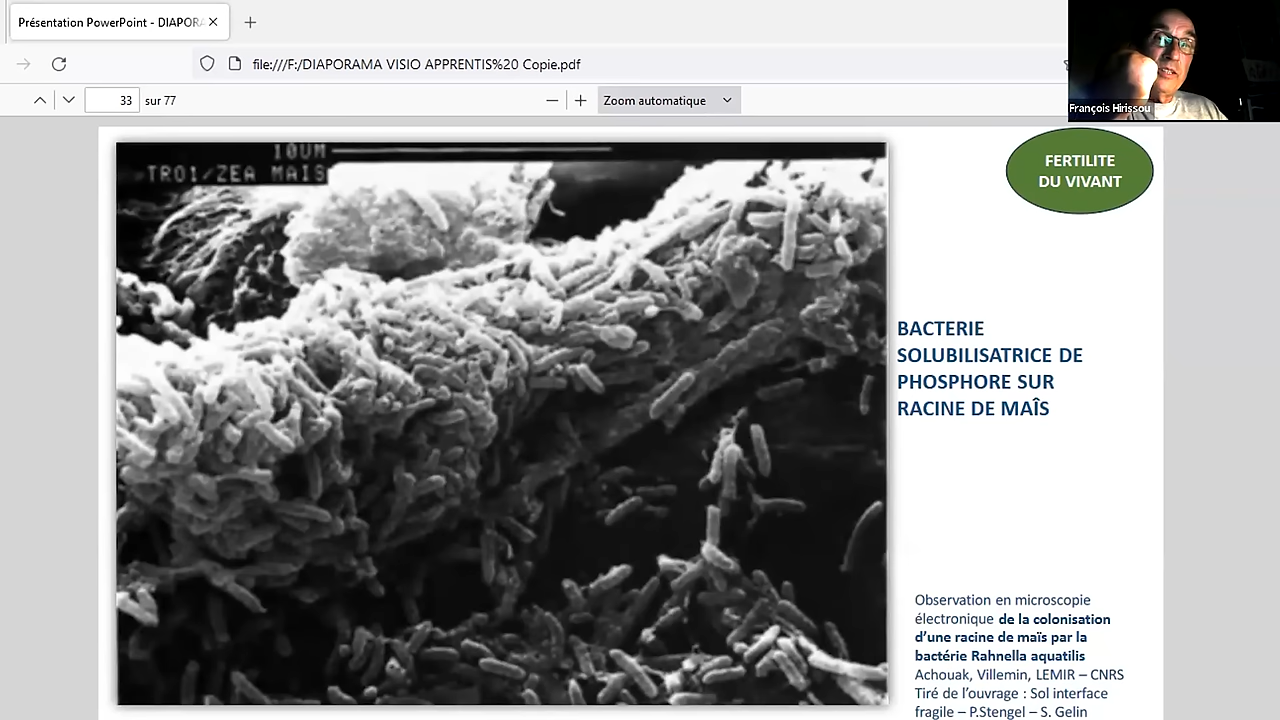 Présentation PowerPoint - DIAPORA
file:///F:/DIAPORAMA VISIO APPRENTIS%20 Copie.pdf
33 sur 77
Zoom automatique
François Hirissou
10UM
TR01/ZEA MAIS
FERTILITE
DU VIVANT
BACTERIE
SOLUBILISATRICE DE
PHOSPHORE SUR
RACINE DE MAÎS
Observation en microscopie
électronique de la colonisation
d'une racine de maïs par la
bactérie Rahnella aquatilis
Achouak, Villemin, LEMIR – CNRS
Tiré de l'ouvrage : Sol interface
fragile – P.Stengel – S. Gelin